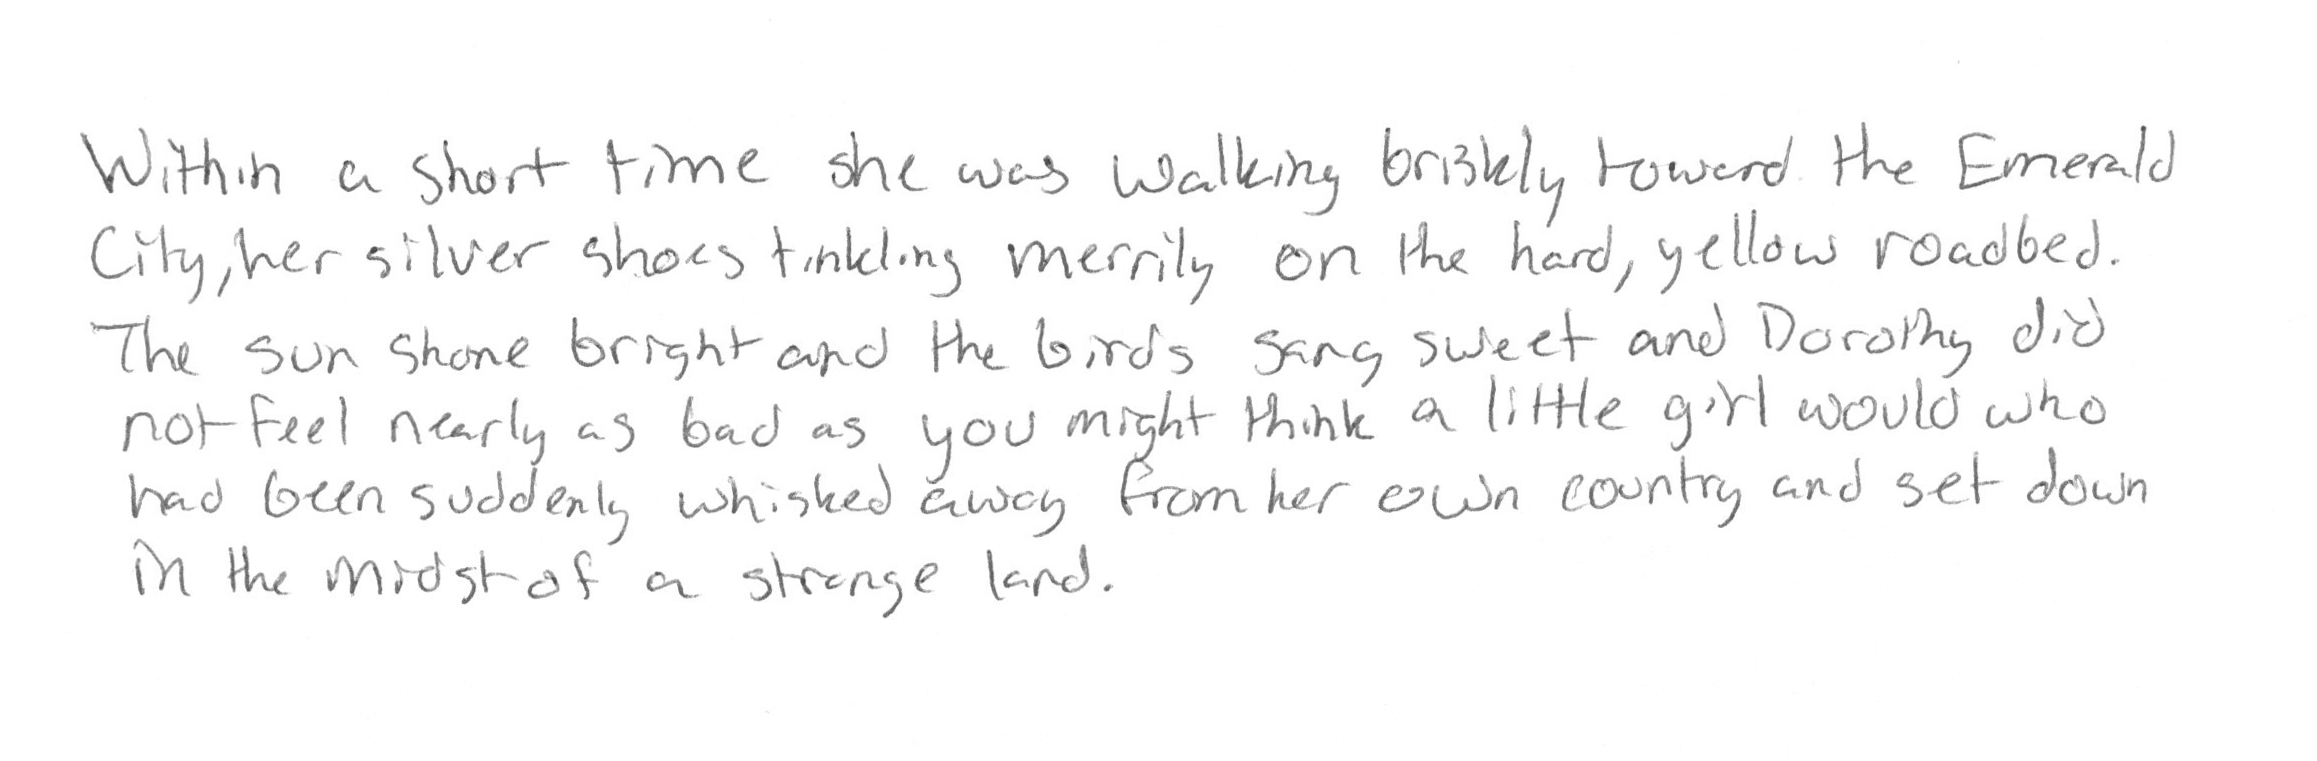 Within a short time she was walking briskly toward the Emerald
City, her silver shoes tinkling merrily on the hard, yellow roadbed.
The sun shone bright and the birds sang sweet and Dorothy did
not feel nearly as bad as you might think a little girl would who
had been suddenly whisked away from her own country and set down
in the midst of a strange land.